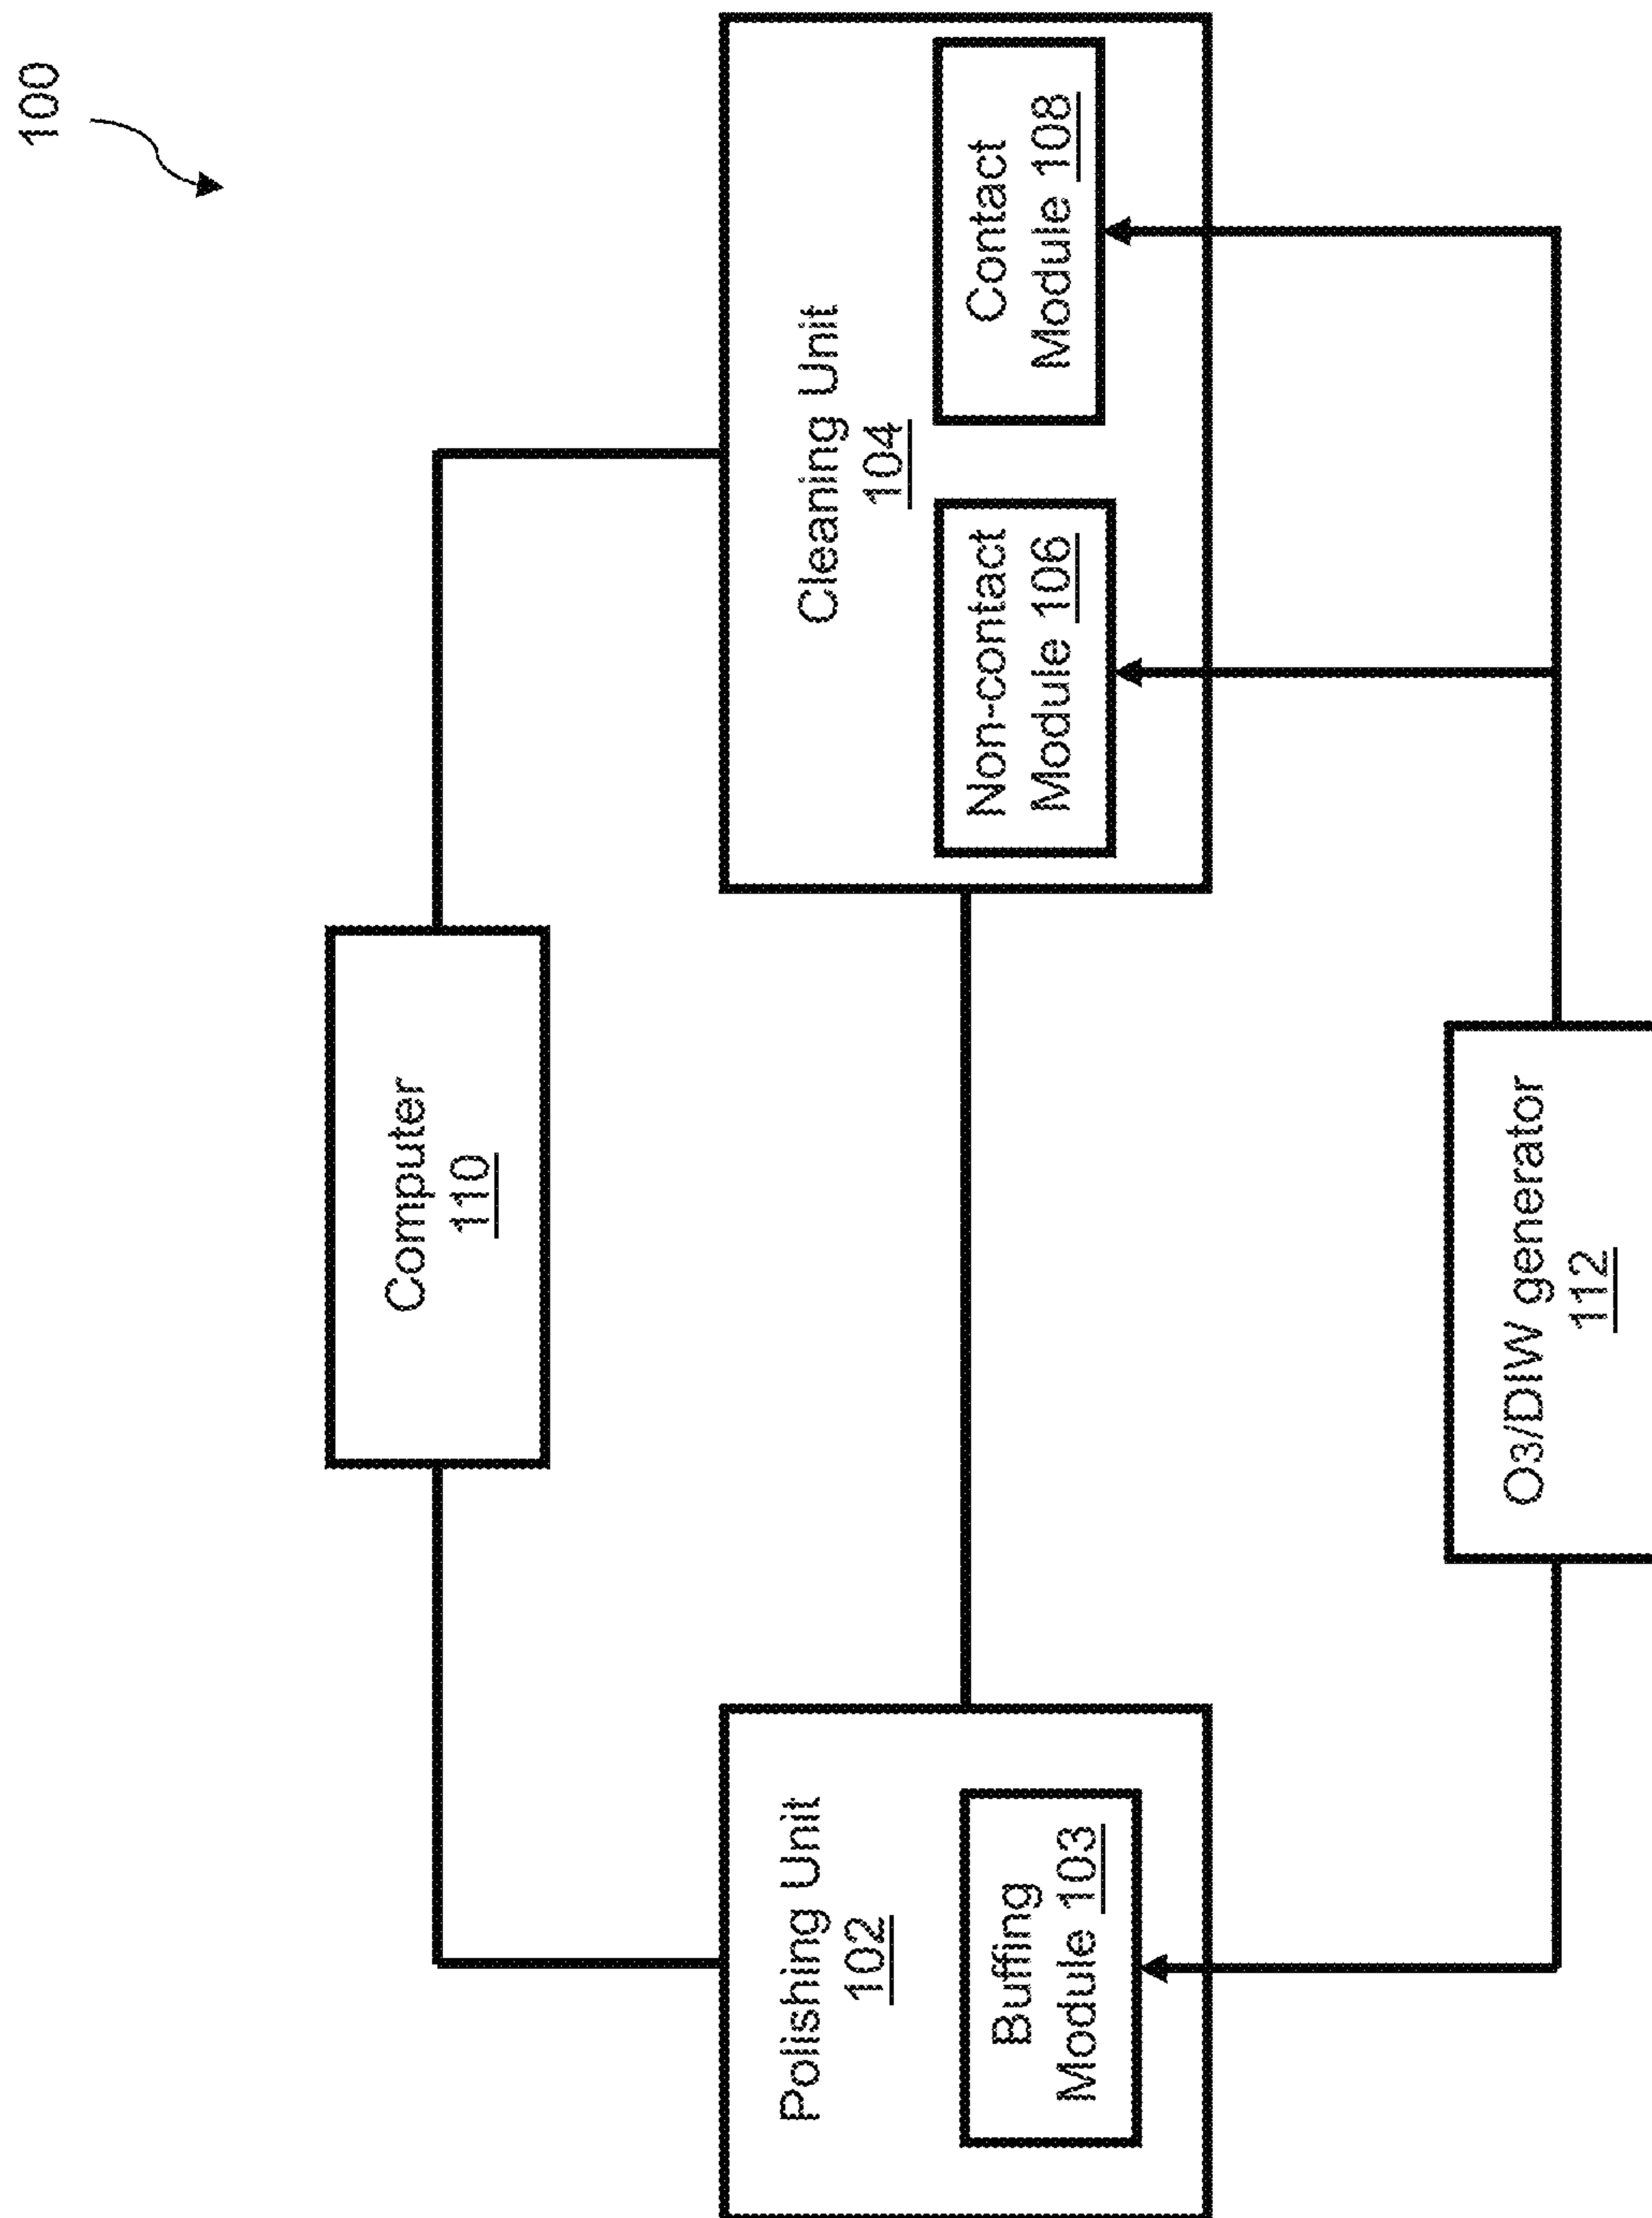 100
Computer
110
Polishing Unit
102
Buffing
Module 103
Cleaning Unit
104
Non-contact
Module 106
Contact
Module 108
O3/DIW generator
112